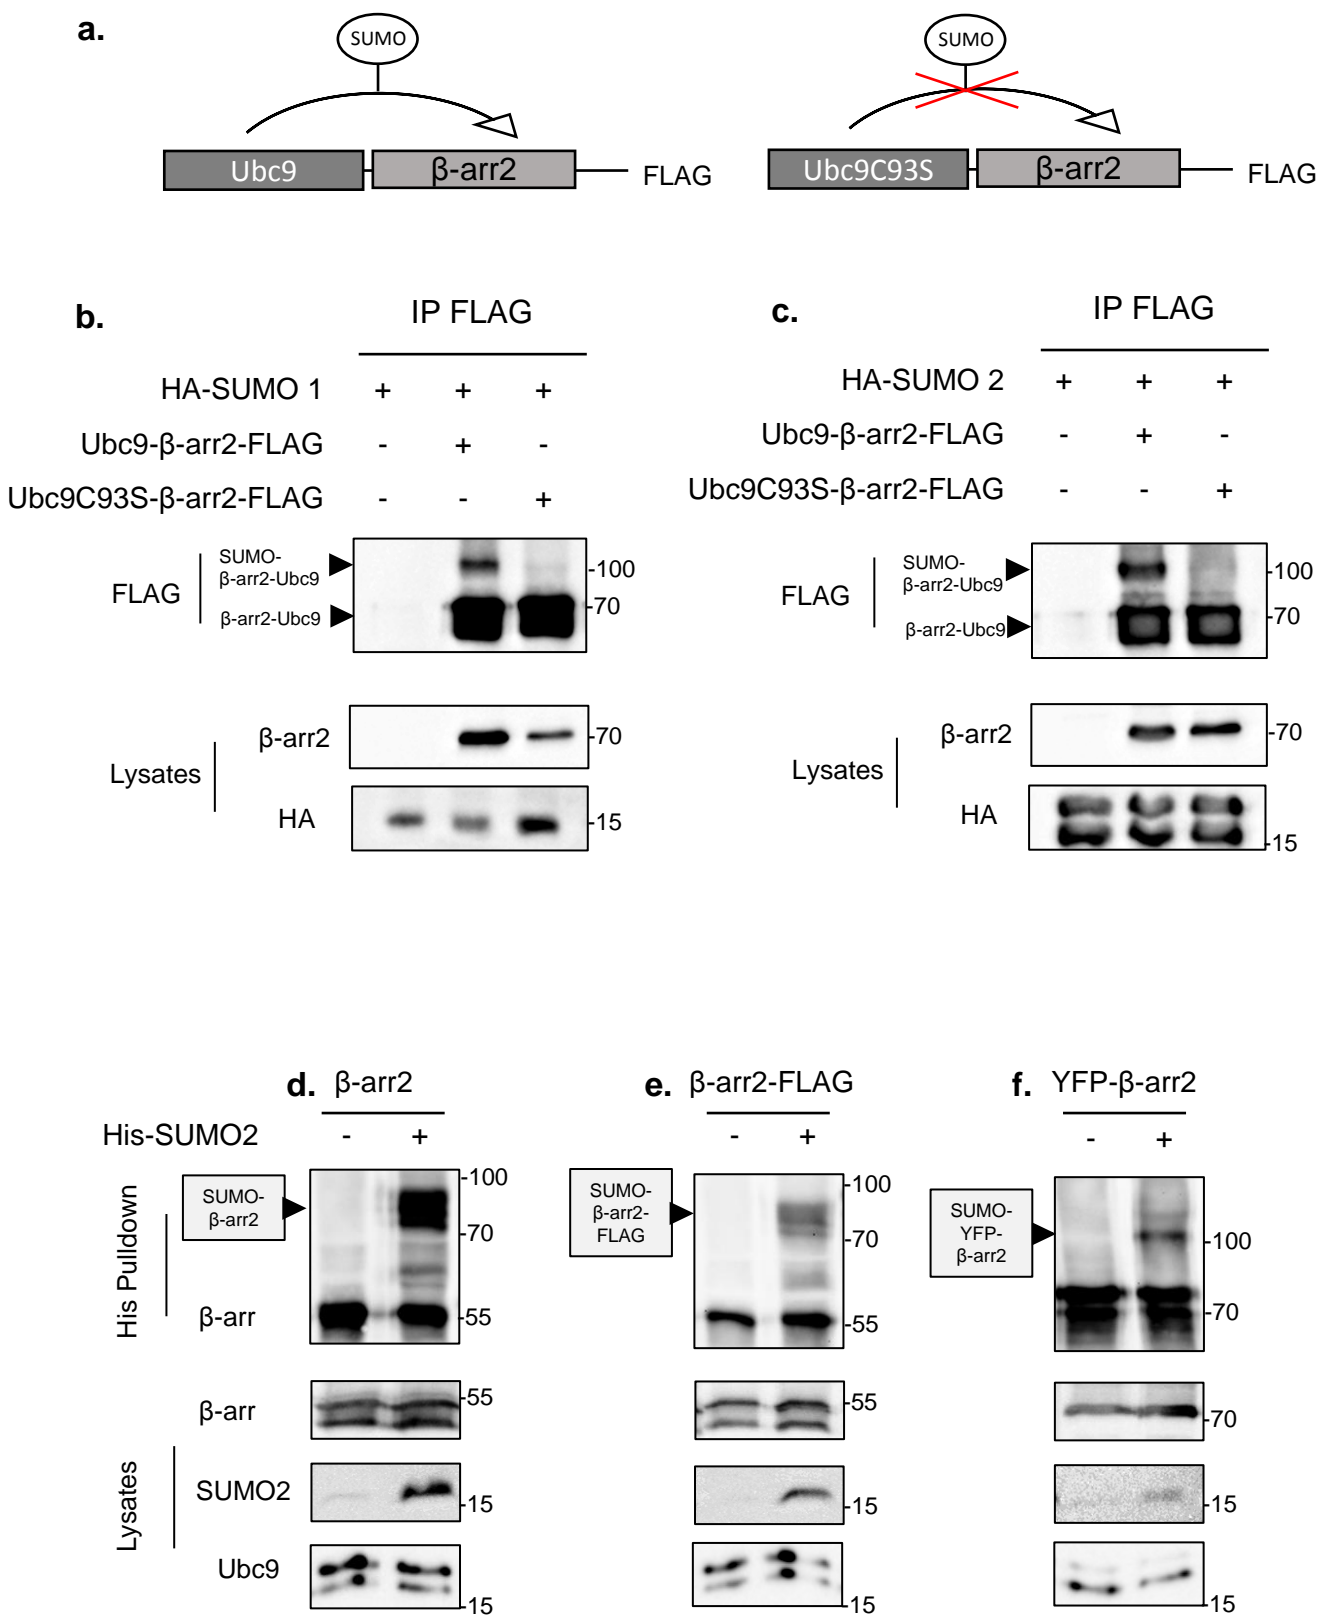 a.
SUMO
SUMO
Ubc9
β-arr2
FLAG
Ubc9C93S
β-arr2
FLAG
b.
IP FLAG
HA-SUMO 1 + + +
Ubc9-β-arr2-FLAG - + -
Ubc9C93S-β-arr2-FLAG - - +
FLAG
SUMO-
β-arr2-Ubc9
β-arr2-Ubc9
-100
-70
Lysates
β-arr2
-70
HA
-15
c.
IP FLAG
HA-SUMO 2 + + +
Ubc9-β-arr2-FLAG - + -
Ubc9C93S-β-arr2-FLAG - - +
FLAG
SUMO-
β-arr2-Ubc9
β-arr2-Ubc9
-100
-70
Lysates
β-arr2
-70
HA
-15
d. β-arr2
His-SUMO2 - +
His Pulldown
SUMO-
β-arr2
β-arr
-100
-70
-55
Lysates
β-arr
-55
SUMO2
-15
Ubc9
-15
e. β-arr2-FLAG
- +
SUMO-
β-arr2-
FLAG
-100
-70
-55
-55
-15
-15
f. YFP-β-arr2
- +
SUMO-
YFP-
β-arr2
-100
-70
-70
-15
-15